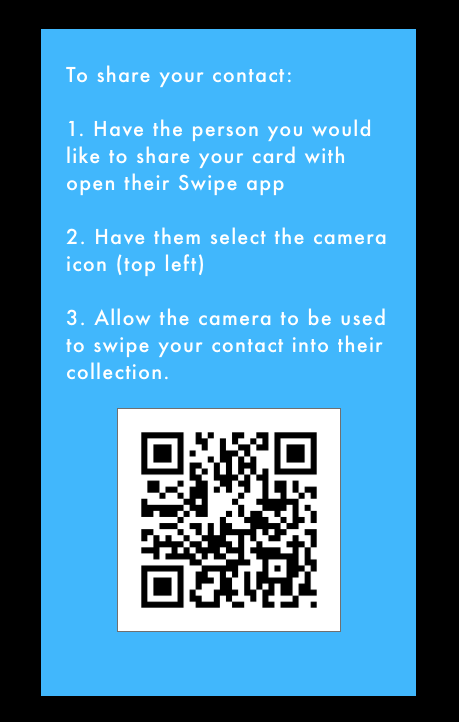 To share your contact:
1. Have the person you would
like to share your card with
open their Swipe app
2. Have them select the camera
icon (top left)
3. Allow the camera to be used
to swipe your contact into their
collection.